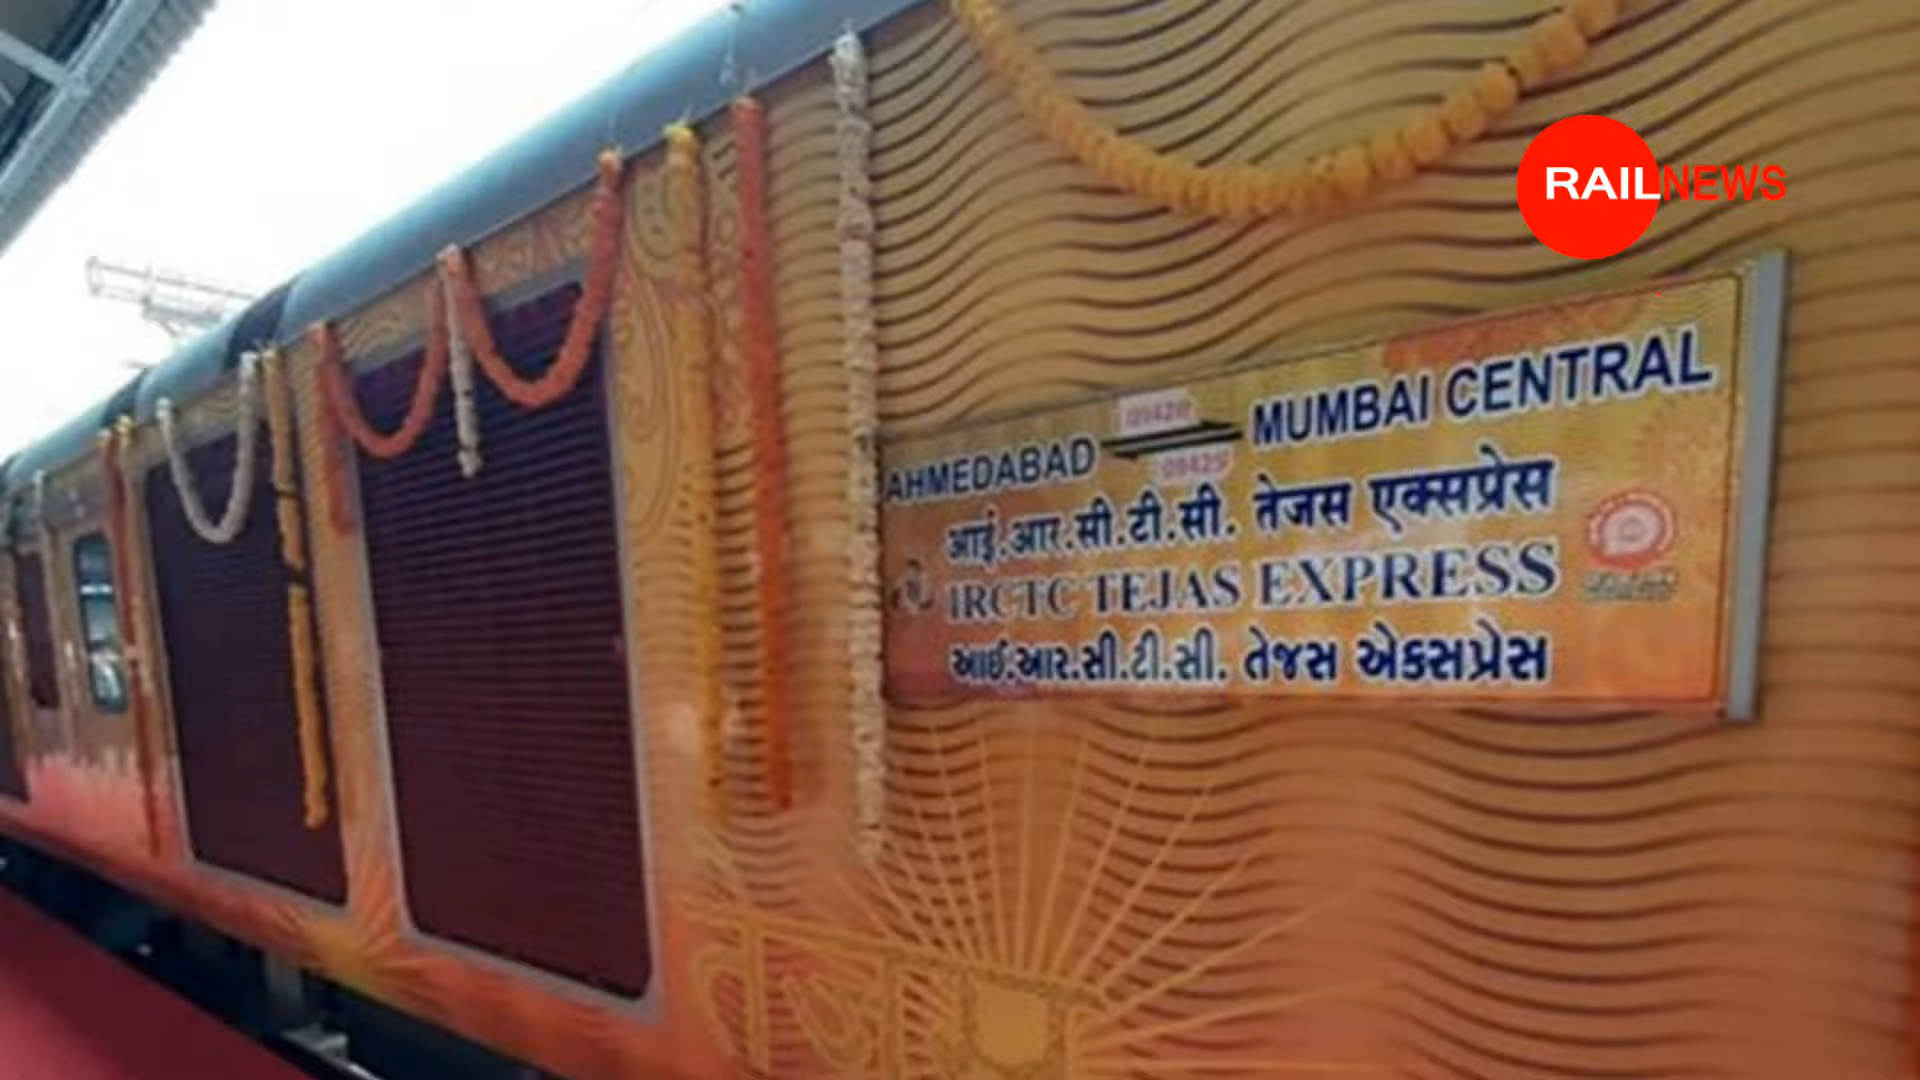 RAILNEWS
AHMEDABAD MUMBAI CENTRAL
आई.आर.सी.टी.सी. तेजस एक्सप्रेस
IRCTC TEJAS EXPRESS
આઈ.આર.સી.ટી.સી. તેજસ એક્સપ્રેસ